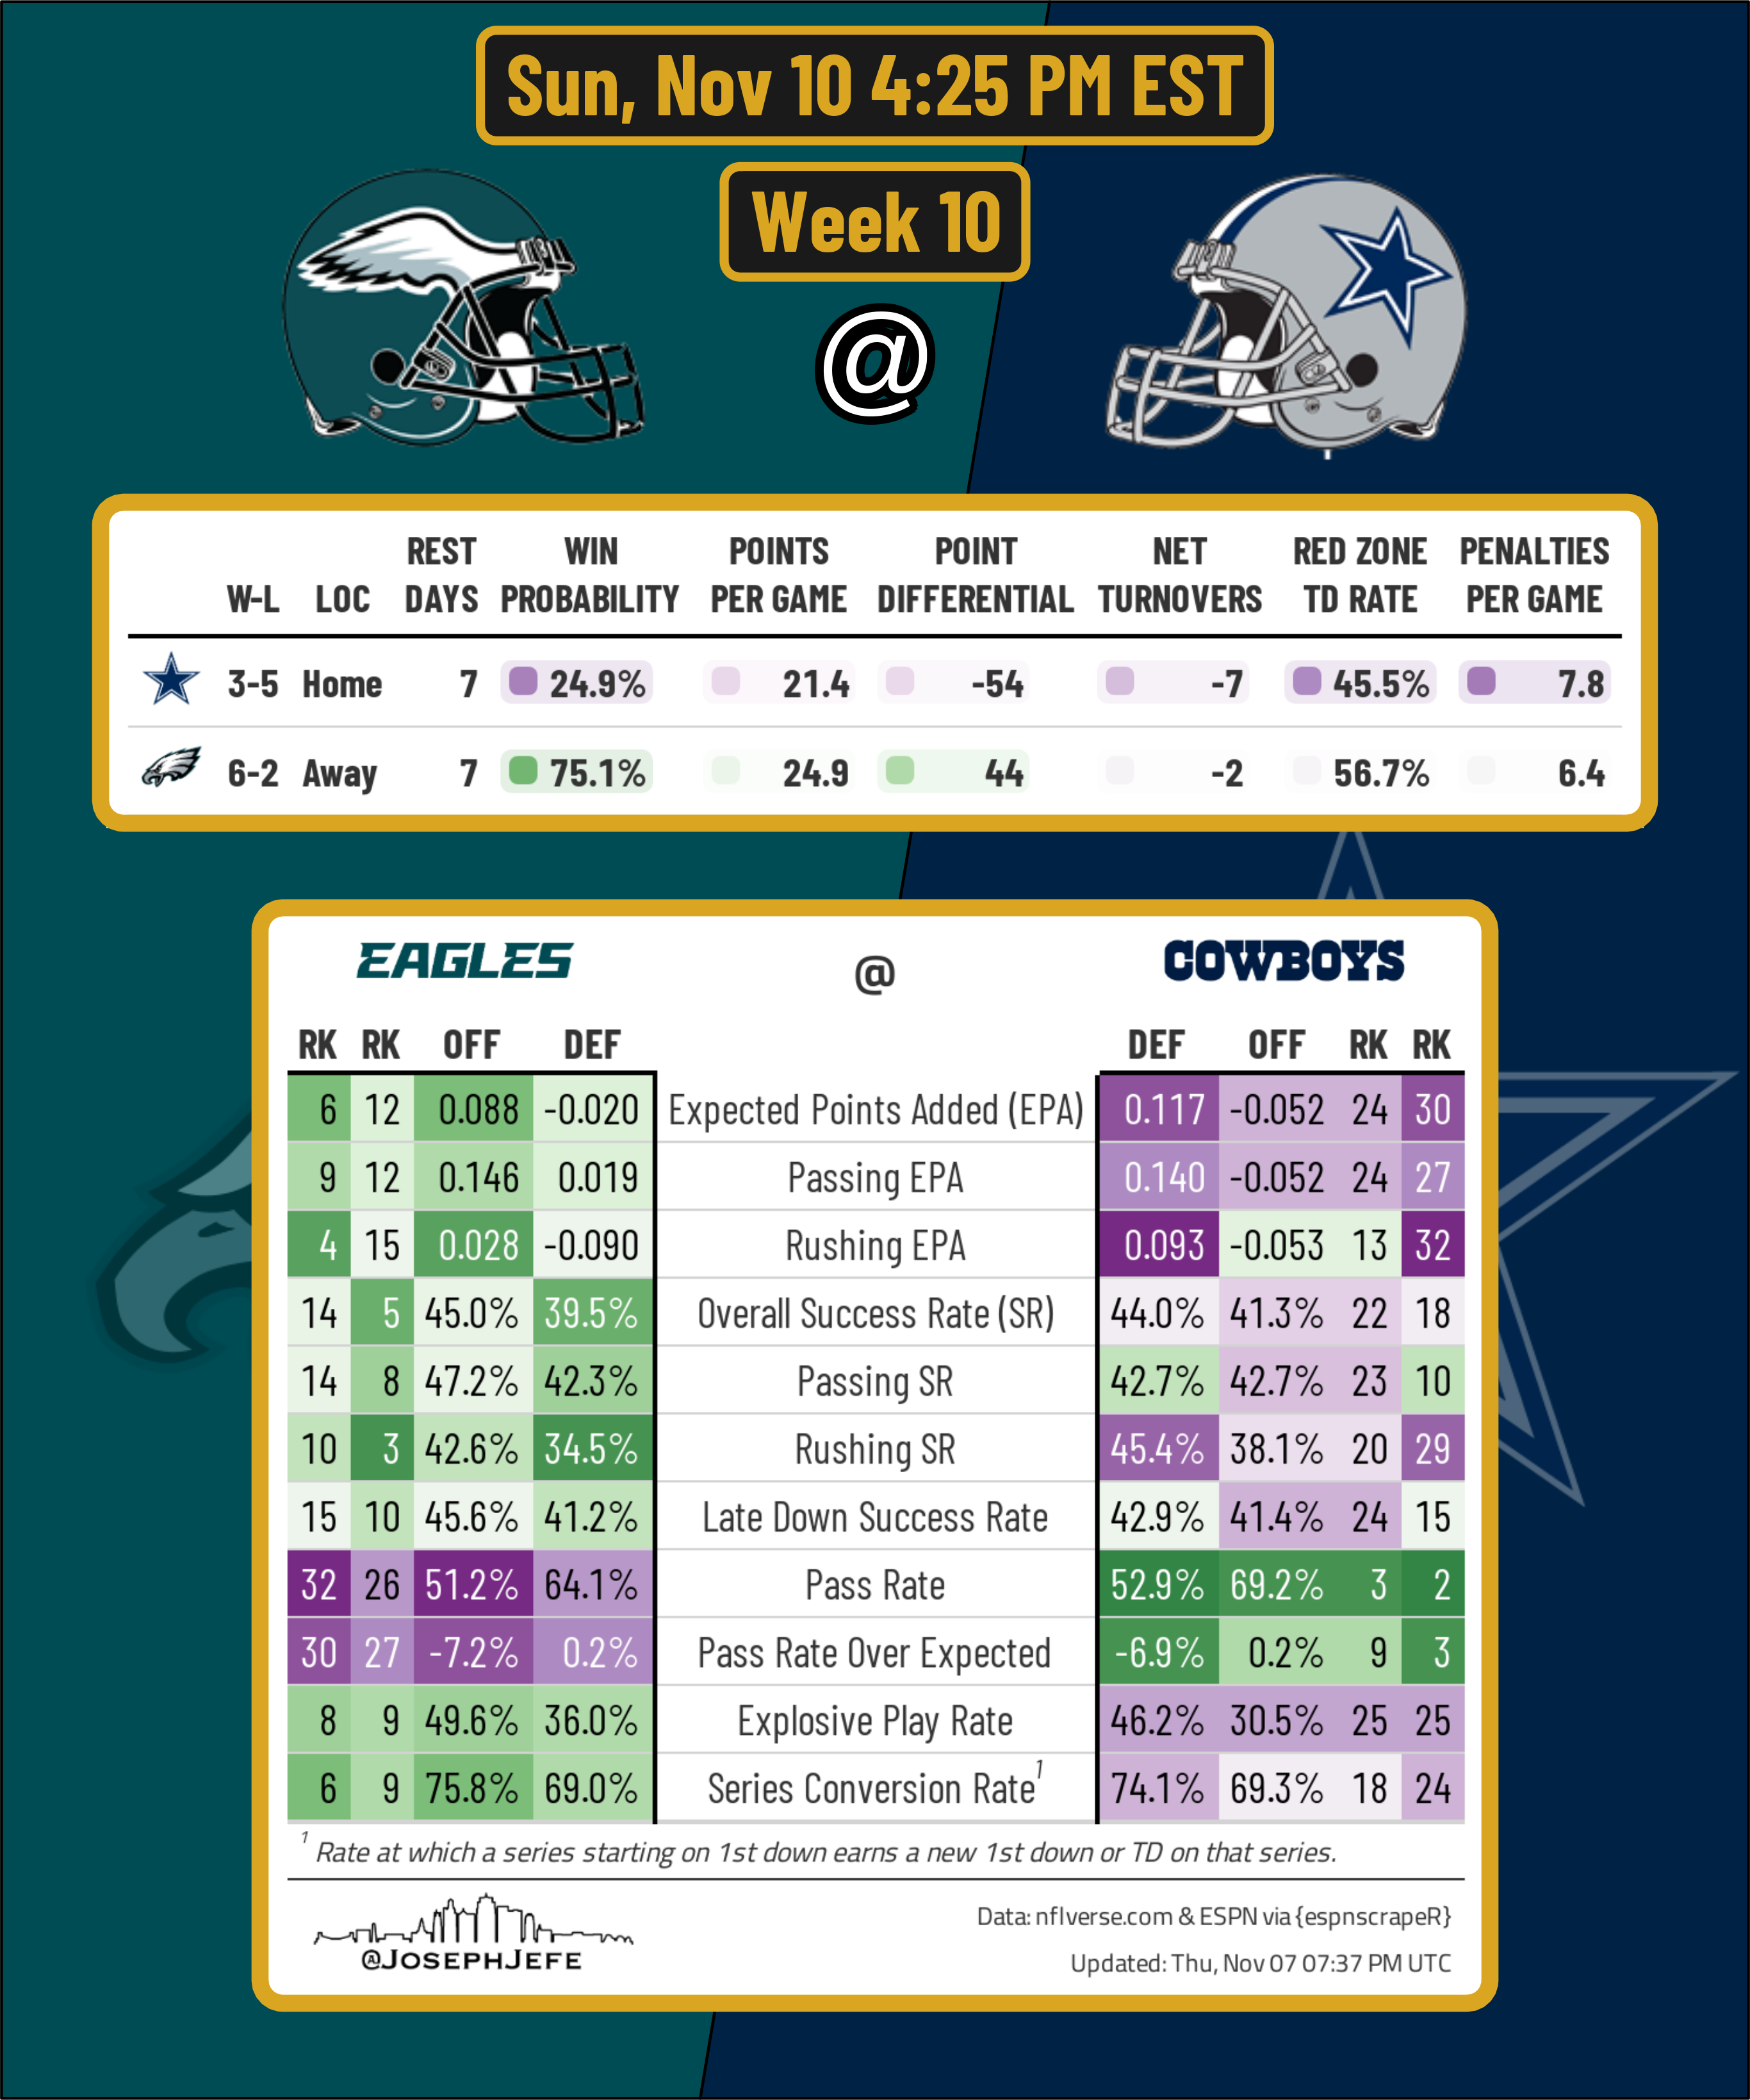 Sun, Nov 10 4:25 PM EST
Week 10
@
REST WIN POINTS POINT NET RED ZONE PENALTIES
W-L LOC DAYS PROBABILITY PER GAME DIFFERENTIAL TURNOVERS TD RATE PER GAME
3-5 Home 7 24.9% 21.4 -54 -7 45.5% 7.8
6-2 Away 7 75.1% 24.9 44 -2 56.7% 6.4
EAGLES @ COWBOYS
RK RK OFF DEF DEF OFF RK RK
6 12 0.088 -0.020 Expected Points Added (EPA) 0.117 -0.052 24 30
9 12 0.146 0.019 Passing EPA 0.140 -0.052 24 27
4 15 0.028 -0.090 Rushing EPA 0.093 -0.053 13 32
14 5 45.0% 39.5% Overall Success Rate (SR) 44.0% 41.3% 22 18
14 8 47.2% 42.3% Passing SR 42.7% 42.7% 23 10
10 3 42.6% 34.5% Rushing SR 45.4% 38.1% 20 29
15 10 45.6% 41.2% Late Down Success Rate 42.9% 41.4% 24 15
32 26 51.2% 64.1% Pass Rate 52.9% 69.2% 3 2
30 27 -7.2% 0.2% Pass Rate Over Expected -6.9% 0.2% 9 3
8 9 49.6% 36.0% Explosive Play Rate 46.2% 30.5% 25 25
6 9 75.8% 69.0% Series Conversion Rate¹ 74.1% 69.3% 18 24
¹ Rate at which a series starting on 1st down earns a new 1st down or TD on that series.
@JOSEPHJEFE
Data: nflverse.com & ESPN via {espnscrapeR}
Updated: Thu, Nov 07 07:37 PM UTC